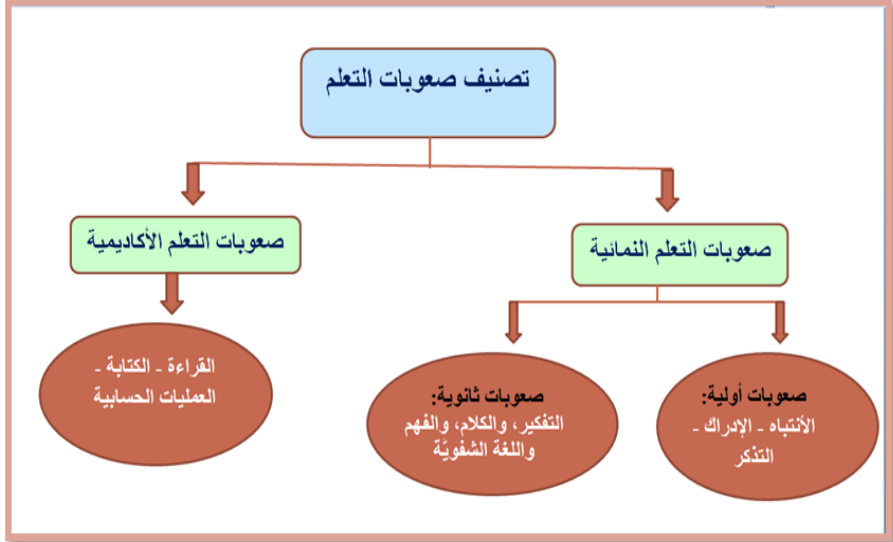 تصنيف صعوبات التعلم
صعوبات التعلم النمائية
صعوبات التعلم الأكاديمية
صعوبات أولية:
الأنتباه - الإدراك -
التذكر
صعوبات ثانوية:
التفكير، والكلام، والفهم
واللغة الشفويَّة
القراءة - الكتابة -
العمليات الحسابية